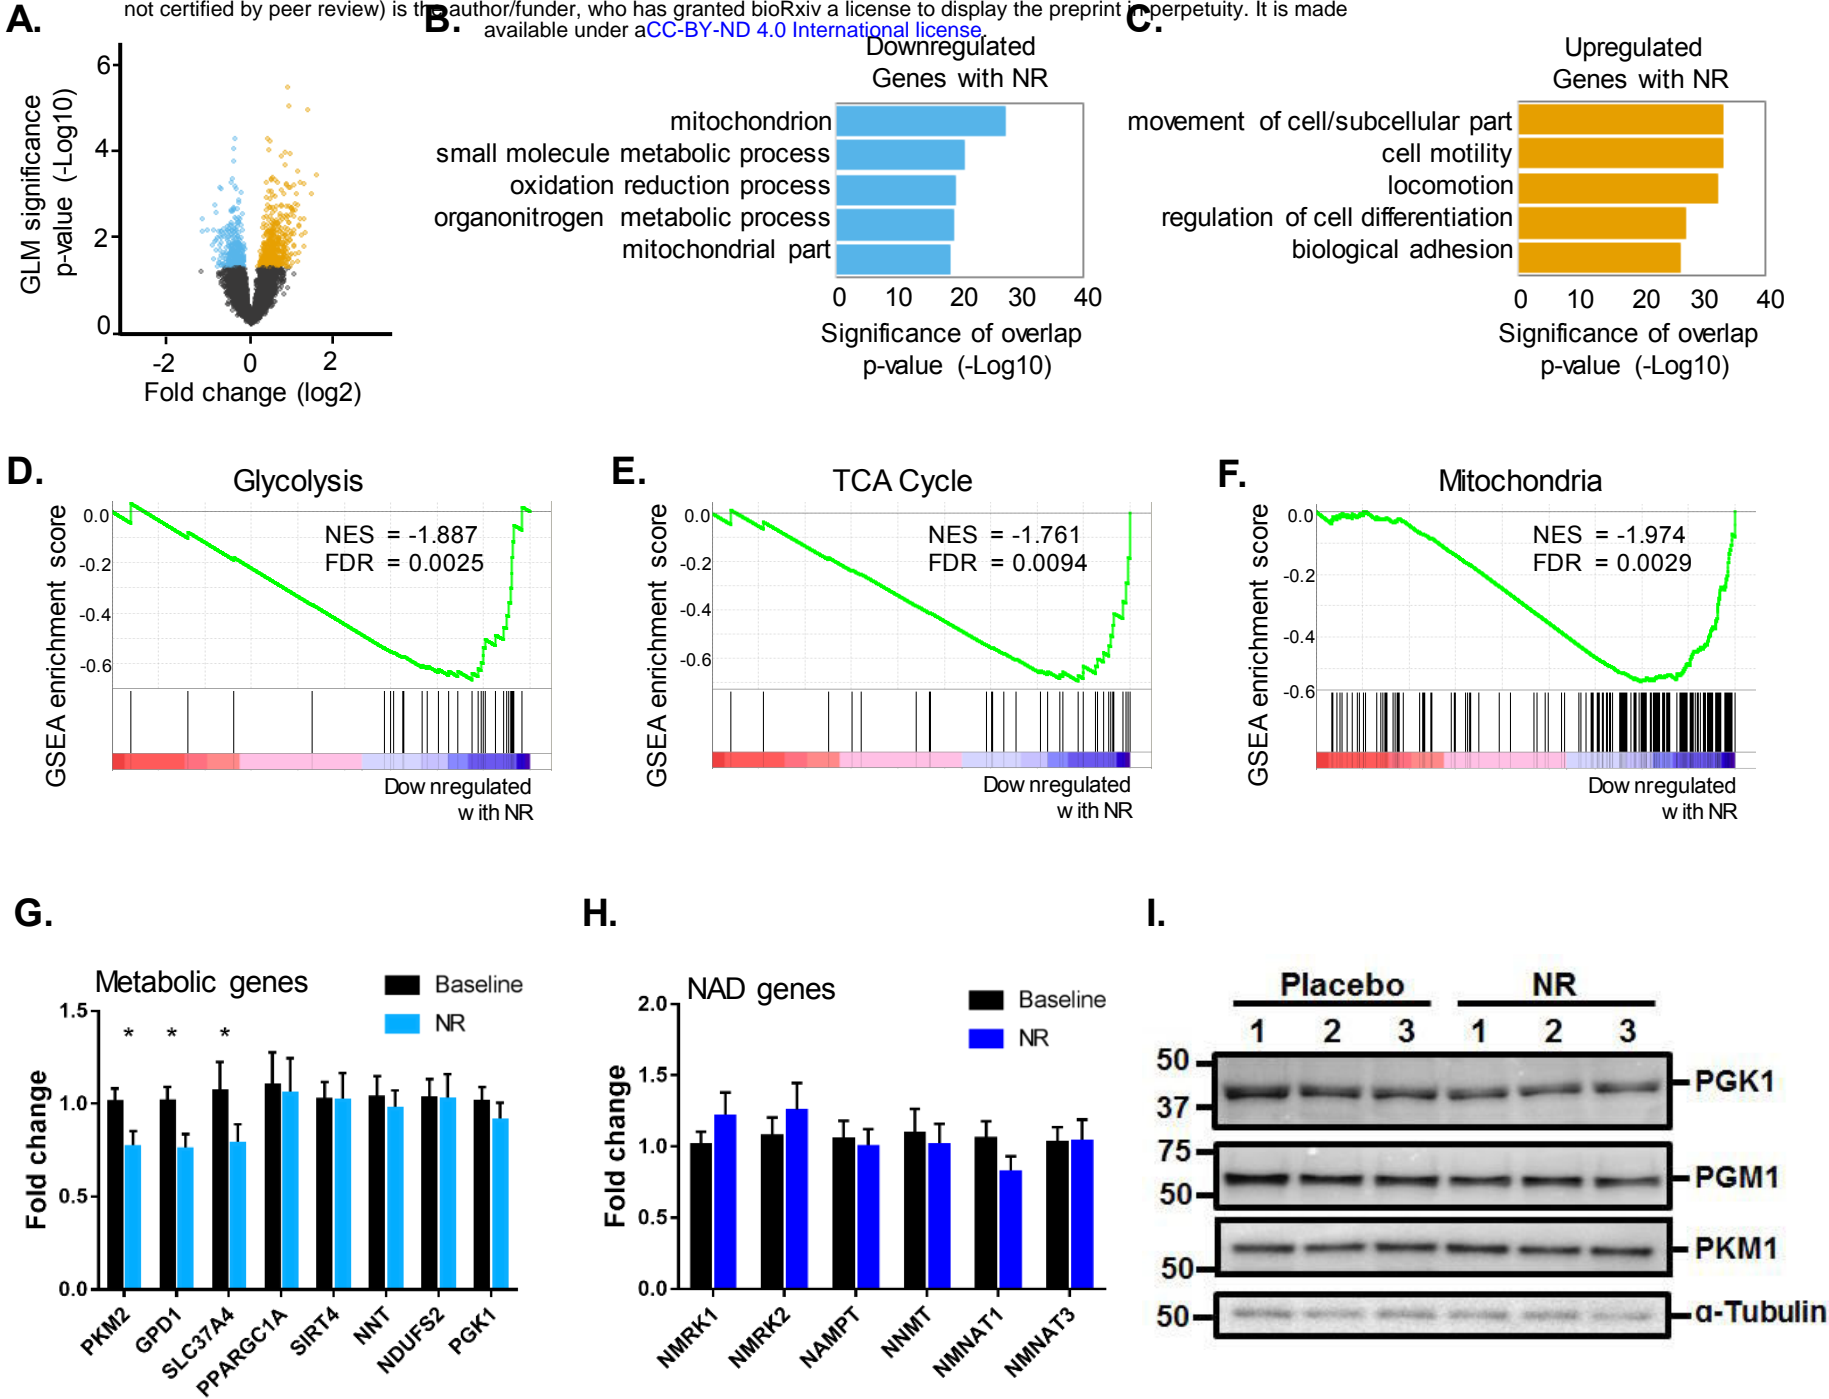 not certified by peer review) is the author/funder, who has granted bioRxiv a license to display the preprint in perpetuity. It is made
available under aCC-BY-ND 4.0 International license.
A.
GLM significance
p-value (-Log10)
6
4
2
0
-2 0 2
Fold change (log2)
B.
Downregulated
Genes with NR
mitochondrion
small molecule metabolic process
oxidation reduction process
organonitrogen metabolic process
mitochondrial part
0 10 20 30 40
Significance of overlap
p-value (-Log10)
C.
Upregulated
Genes with NR
movement of cell/subcellular part
cell motility
locomotion
regulation of cell differentiation
biological adhesion
0 10 20 30 40
Significance of overlap
p-value (-Log10)
D.
Glycolysis
GSEA enrichment score
0.0
-0.2
-0.4
-0.6
NES = -1.887
FDR = 0.0025
Downregulated
with NR
E.
TCA Cycle
GSEA enrichment score
0.0
-0.2
-0.4
-0.6
NES = -1.761
FDR = 0.0094
Downregulated
with NR
F.
Mitochondria
GSEA enrichment score
0.0
-0.2
-0.4
-0.6
NES = -1.974
FDR = 0.0029
Downregulated
with NR
G.
Metabolic genes
Baseline
NR
Fold change
1.5
1.0
0.5
0.0
* * *
PKM2
GPD1
SLC37A4
PPARGC1A
SIRT4
NNT
NDUFS2
PGK1
H.
NAD genes
Baseline
NR
Fold change
2.0
1.5
1.0
0.5
0.0
NMRK1
NMRK2
NAMPT
NNMT
NMNAT1
NMNAT3
I.
Placebo NR
1 2 3 1 2 3
50
37
PGK1
75
50
PGM1
50
PKM1
50
α-Tubulin